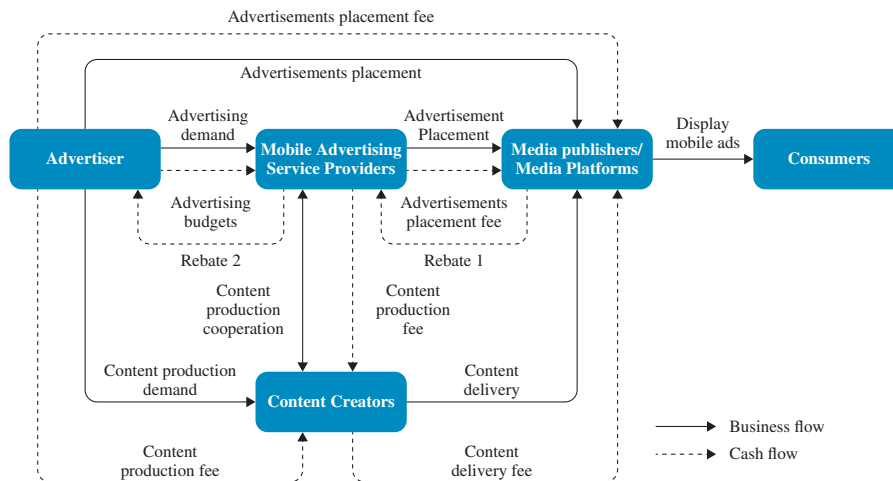 Advertisements placement fee
Advertisements placement
Advertising
demand
Advertisement
Placement
Display
mobile ads
Advertiser
Mobile Advertising
Service Providers
Media publishers/
Media Platforms
Consumers
Advertising
budgets
Advertisements
placement fee
Rebate 2
Rebate 1
Content
production
cooperation
Content
production
fee
Content production
demand
Content
delivery
Content Creators
Business flow
Cash flow
Content
production fee
Content
delivery fee